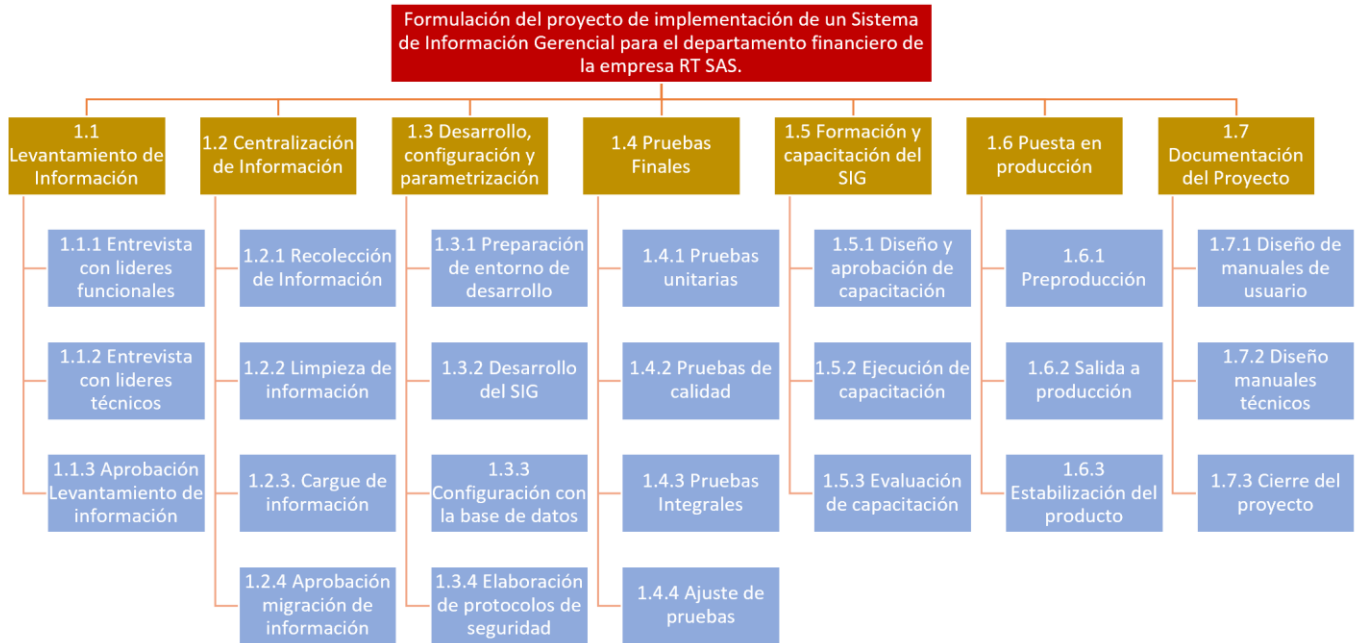 Formulación del proyecto de implementación de un Sistema
de Información Gerencial para el departamento financiero de
la empresa RT SAS.
1.1
Levantamiento de
Información
1.1.1 Entrevista
con lideres
funcionales
1.1.2 Entrevista
con lideres
técnicos
1.1.3 Aprobación
Levantamiento de
información
1.2 Centralización
de Información
1.2.1 Recolección
de Información
1.2.2 Limpieza de
información
1.2.3. Cargue de
información
1.2.4 Aprobación
migración de
información
1.3 Desarrollo,
configuración y
parametrización
1.3.1 Preparación
de entorno de
desarrollo
1.3.2 Desarrollo
del SIG
1.3.3
Configuración con
la base de datos
1.3.4 Elaboración
de protocolos de
seguridad
1.4 Pruebas
Finales
1.4.1 Pruebas
unitarias
1.4.2 Pruebas de
calidad
1.4.3 Pruebas
Integrales
1.4.4 Ajuste de
pruebas
1.5 Formación y
capacitación del
SIG
1.5.1 Diseño y
aprobación de
capacitación
1.5.2 Ejecución de
capacitación
1.5.3 Evaluación
de capacitación
1.6 Puesta en
producción
1.6.1
Preproducción
1.6.2 Salida a
producción
1.6.3
Estabilización del
producto
1.7
Documentación
del Proyecto
1.7.1 Diseño de
manuales de
usuario
1.7.2 Diseño
manuales
técnicos
1.7.3 Cierre del
proyecto